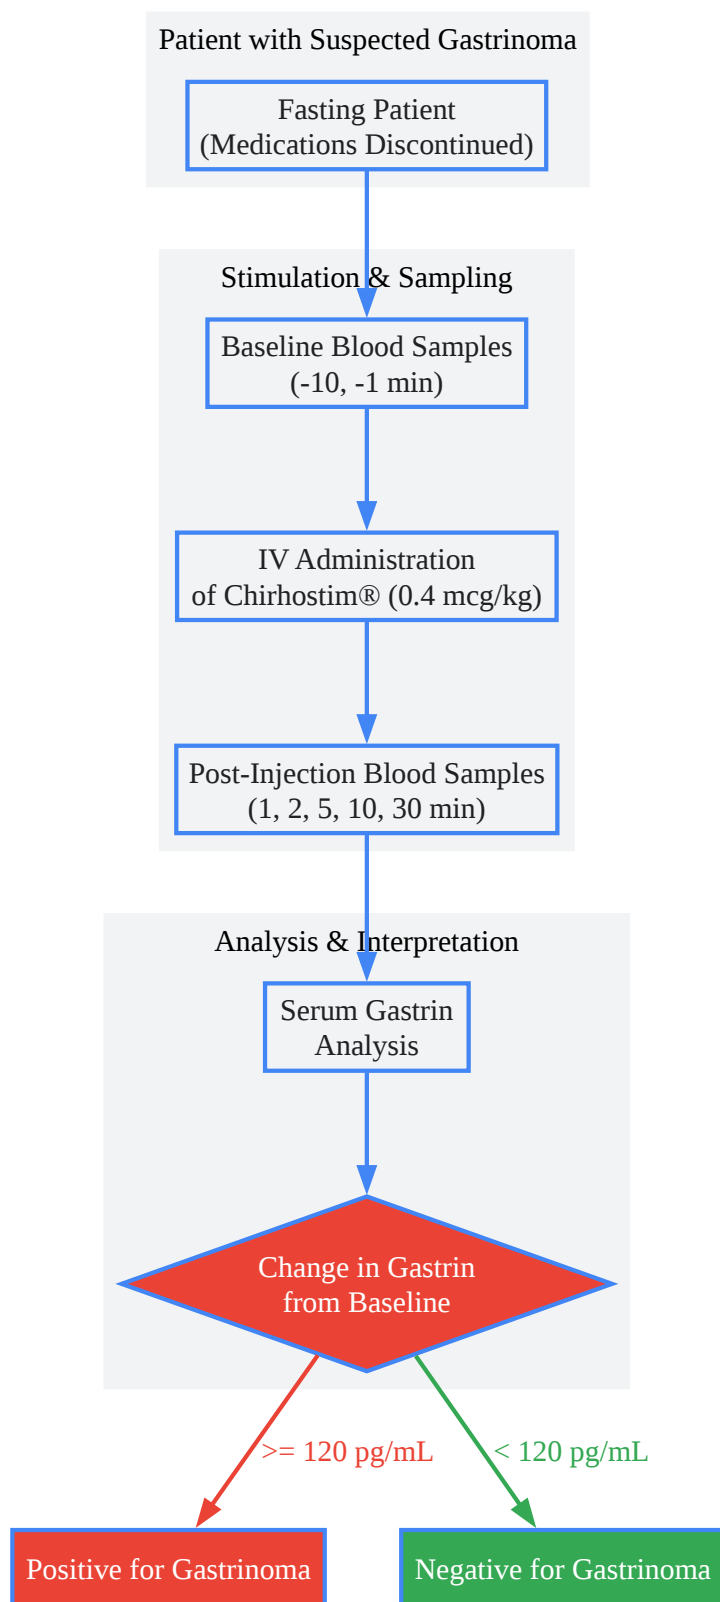 Patient with Suspected Gastrinoma
Fasting Patient
(Medications Discontinued)
Stimulation & Sampling
Baseline Blood Samples
(-10, -1 min)
IV Administration
of Chirhostim® (0.4 mcg/kg)
Post-Injection Blood Samples
(1, 2, 5, 10, 30 min)
Analysis & Interpretation
Serum Gastrin
Analysis
Change in Gastrin
from Baseline
>= 120 pg/mL
< 120 pg/mL
Positive for Gastrinoma
Negative for Gastrinoma